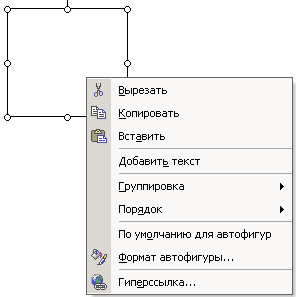 Вырезать
Копировать
Вставить
Добавить текст
Группировка
Порядок
По умолчанию для автофигур
Формат автофигуры...
Гиперссылка...